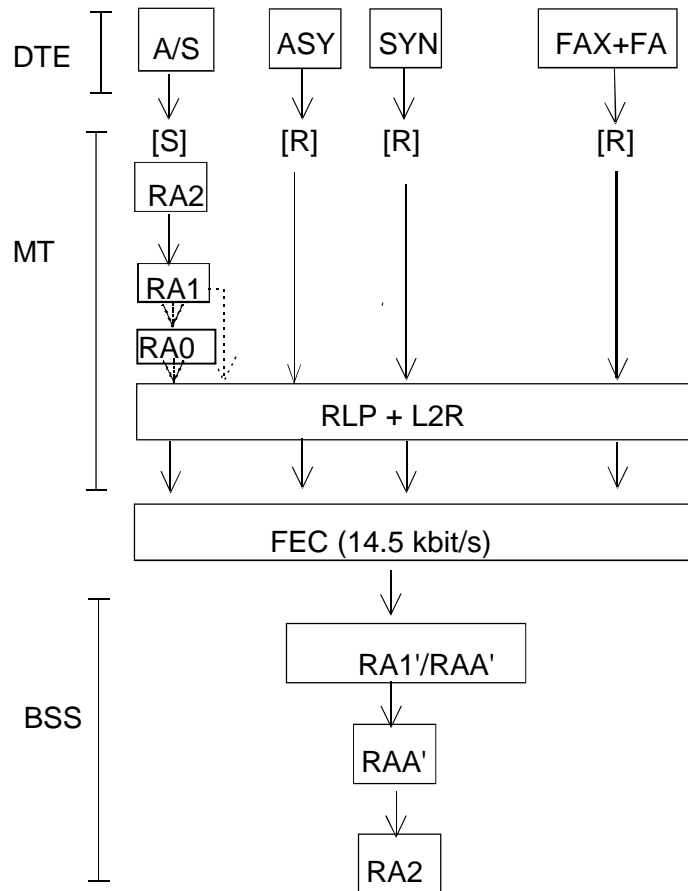 DTE A/S ASY SYN FAX+FA
[S] [R] [R] [R]
RA2
MT
RA1
RA0
RLP + L2R
FEC (14.5 kbit/s)
RA1'/RAA'
BSS
RAA'
RA2